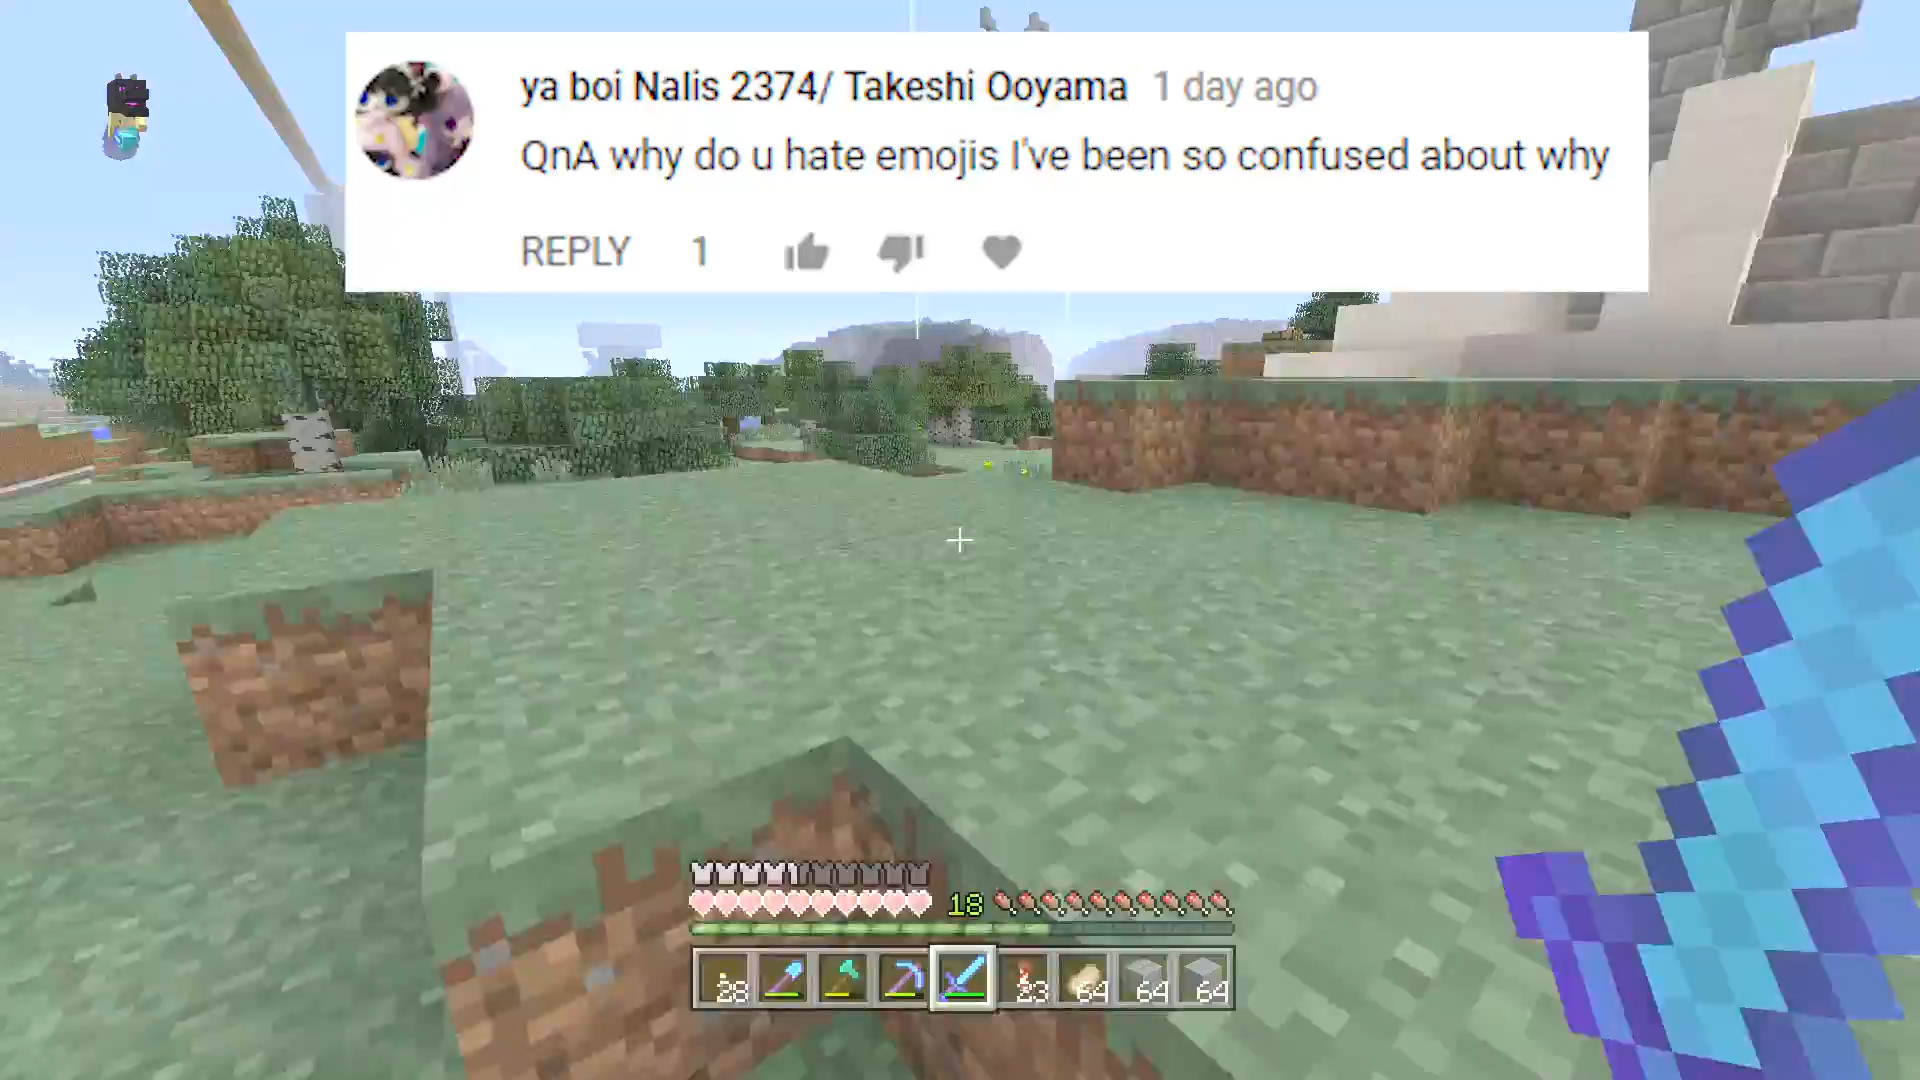 ya boi Nalis 2374/ Takeshi Ooyama 1 day ago
QnA why do u hate emojis I've been so confused about why
REPLY 1
18
28 23 64 64 64